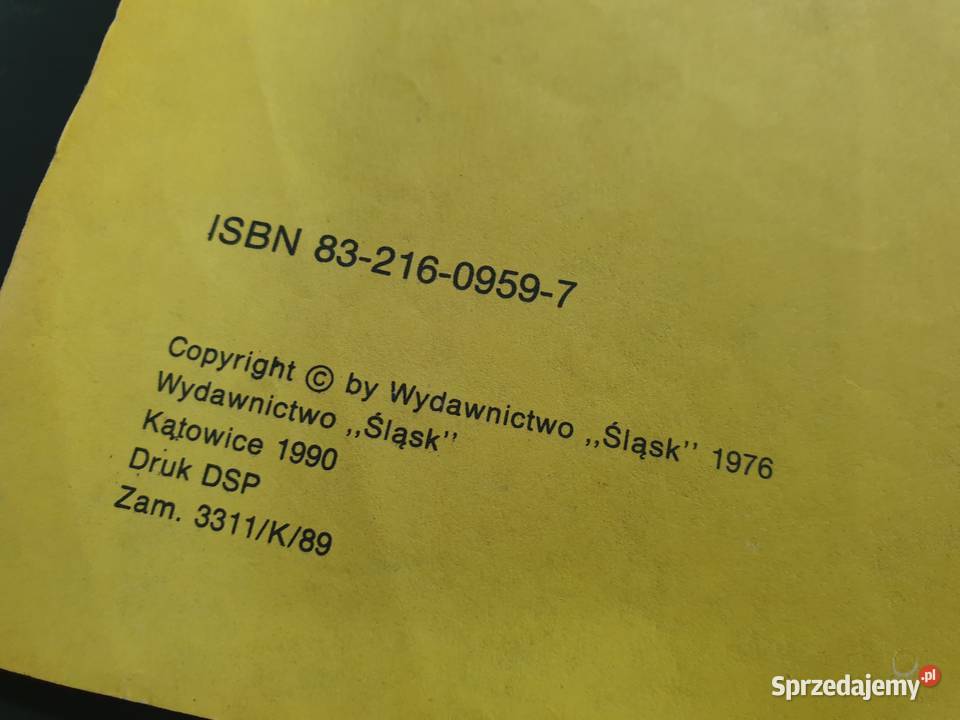 ISBN 83-216-0959-7
Copyright © by Wydawnictwo ,,Śląsk'' 1976
Wydawnictwo ,,Śląsk''
Katowice 1990
Druk DSP
Zam. 3311/K/89
Sprzedajemy.pl